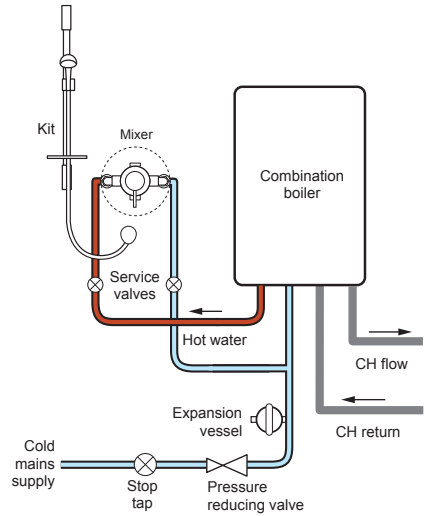 Kit
Mixer
Combination
boiler
Service
valves
Hot water
CH flow
Expansion
vessel
CH return
Cold
mains
supply
Stop
tap
Pressure
reducing valve